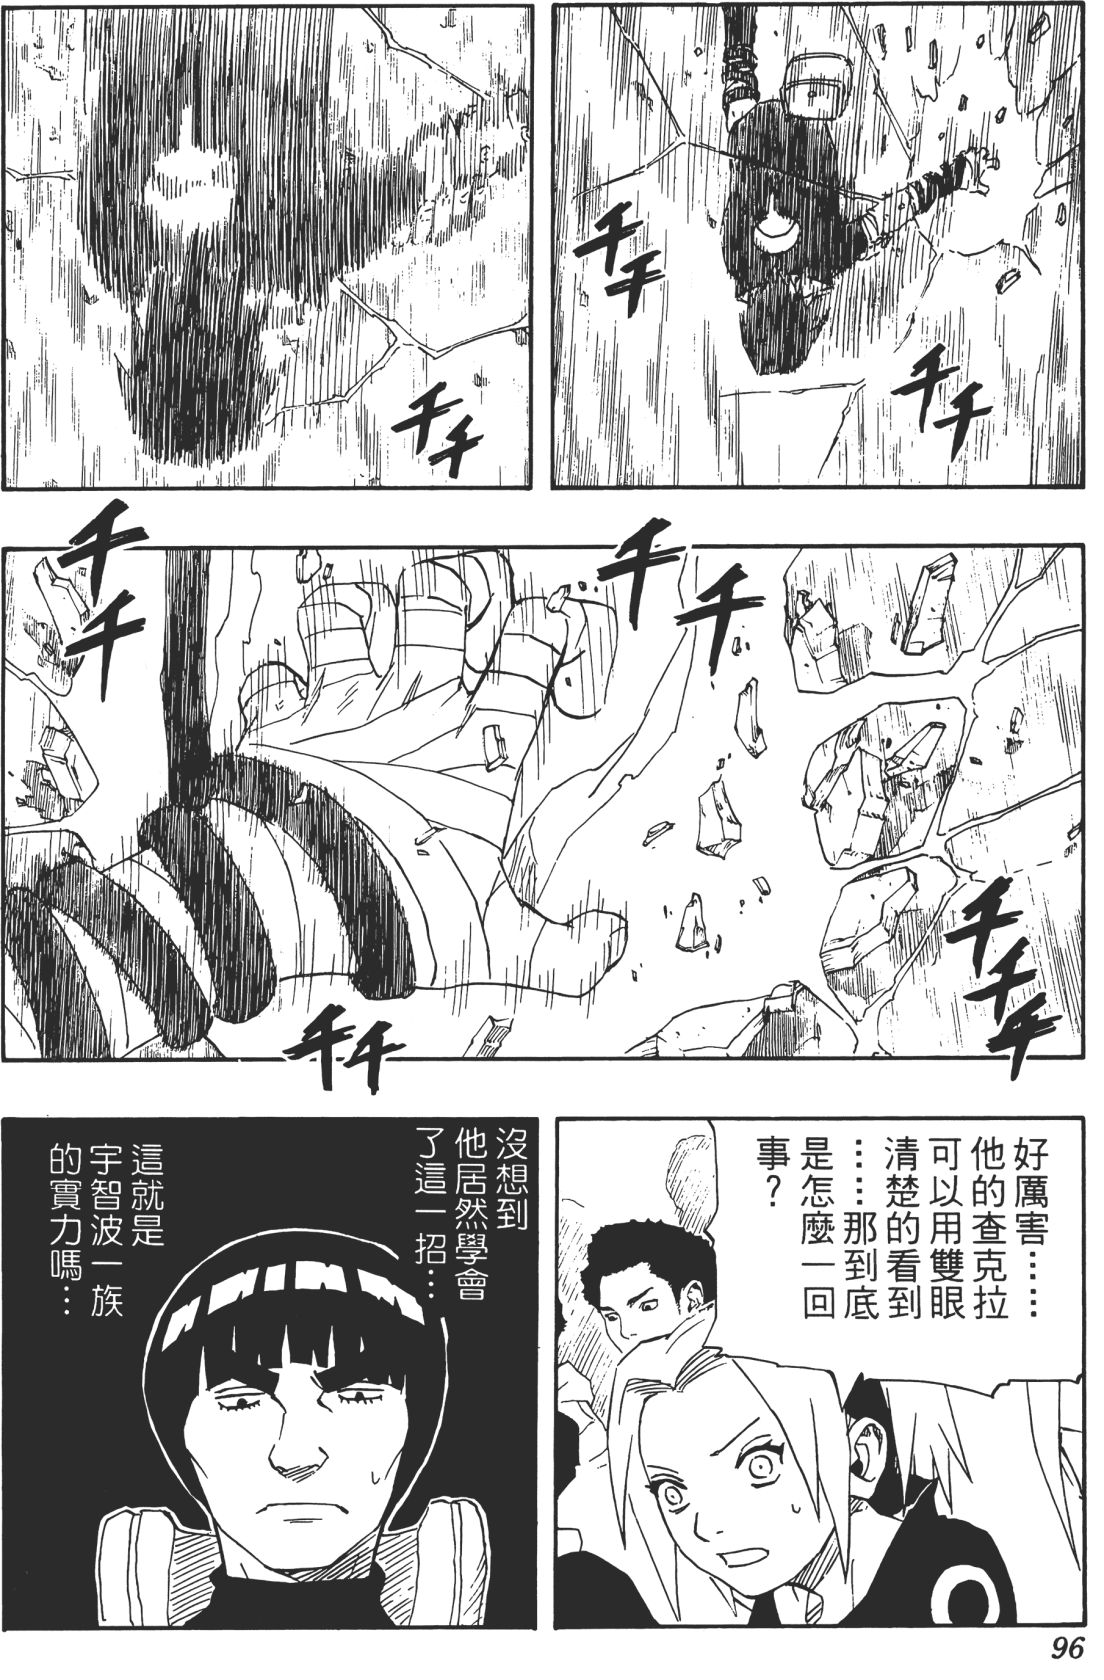 チチ
チチ
チチ
チチ
チチ
チチチ
チチ
好厲害……
他的查克拉
可以用雙眼
清楚的看到
……那到底
是怎麼一回
事？
沒想到
他居然學會
了這一招…
這就是
宇智波一族
的實力嗎…
96